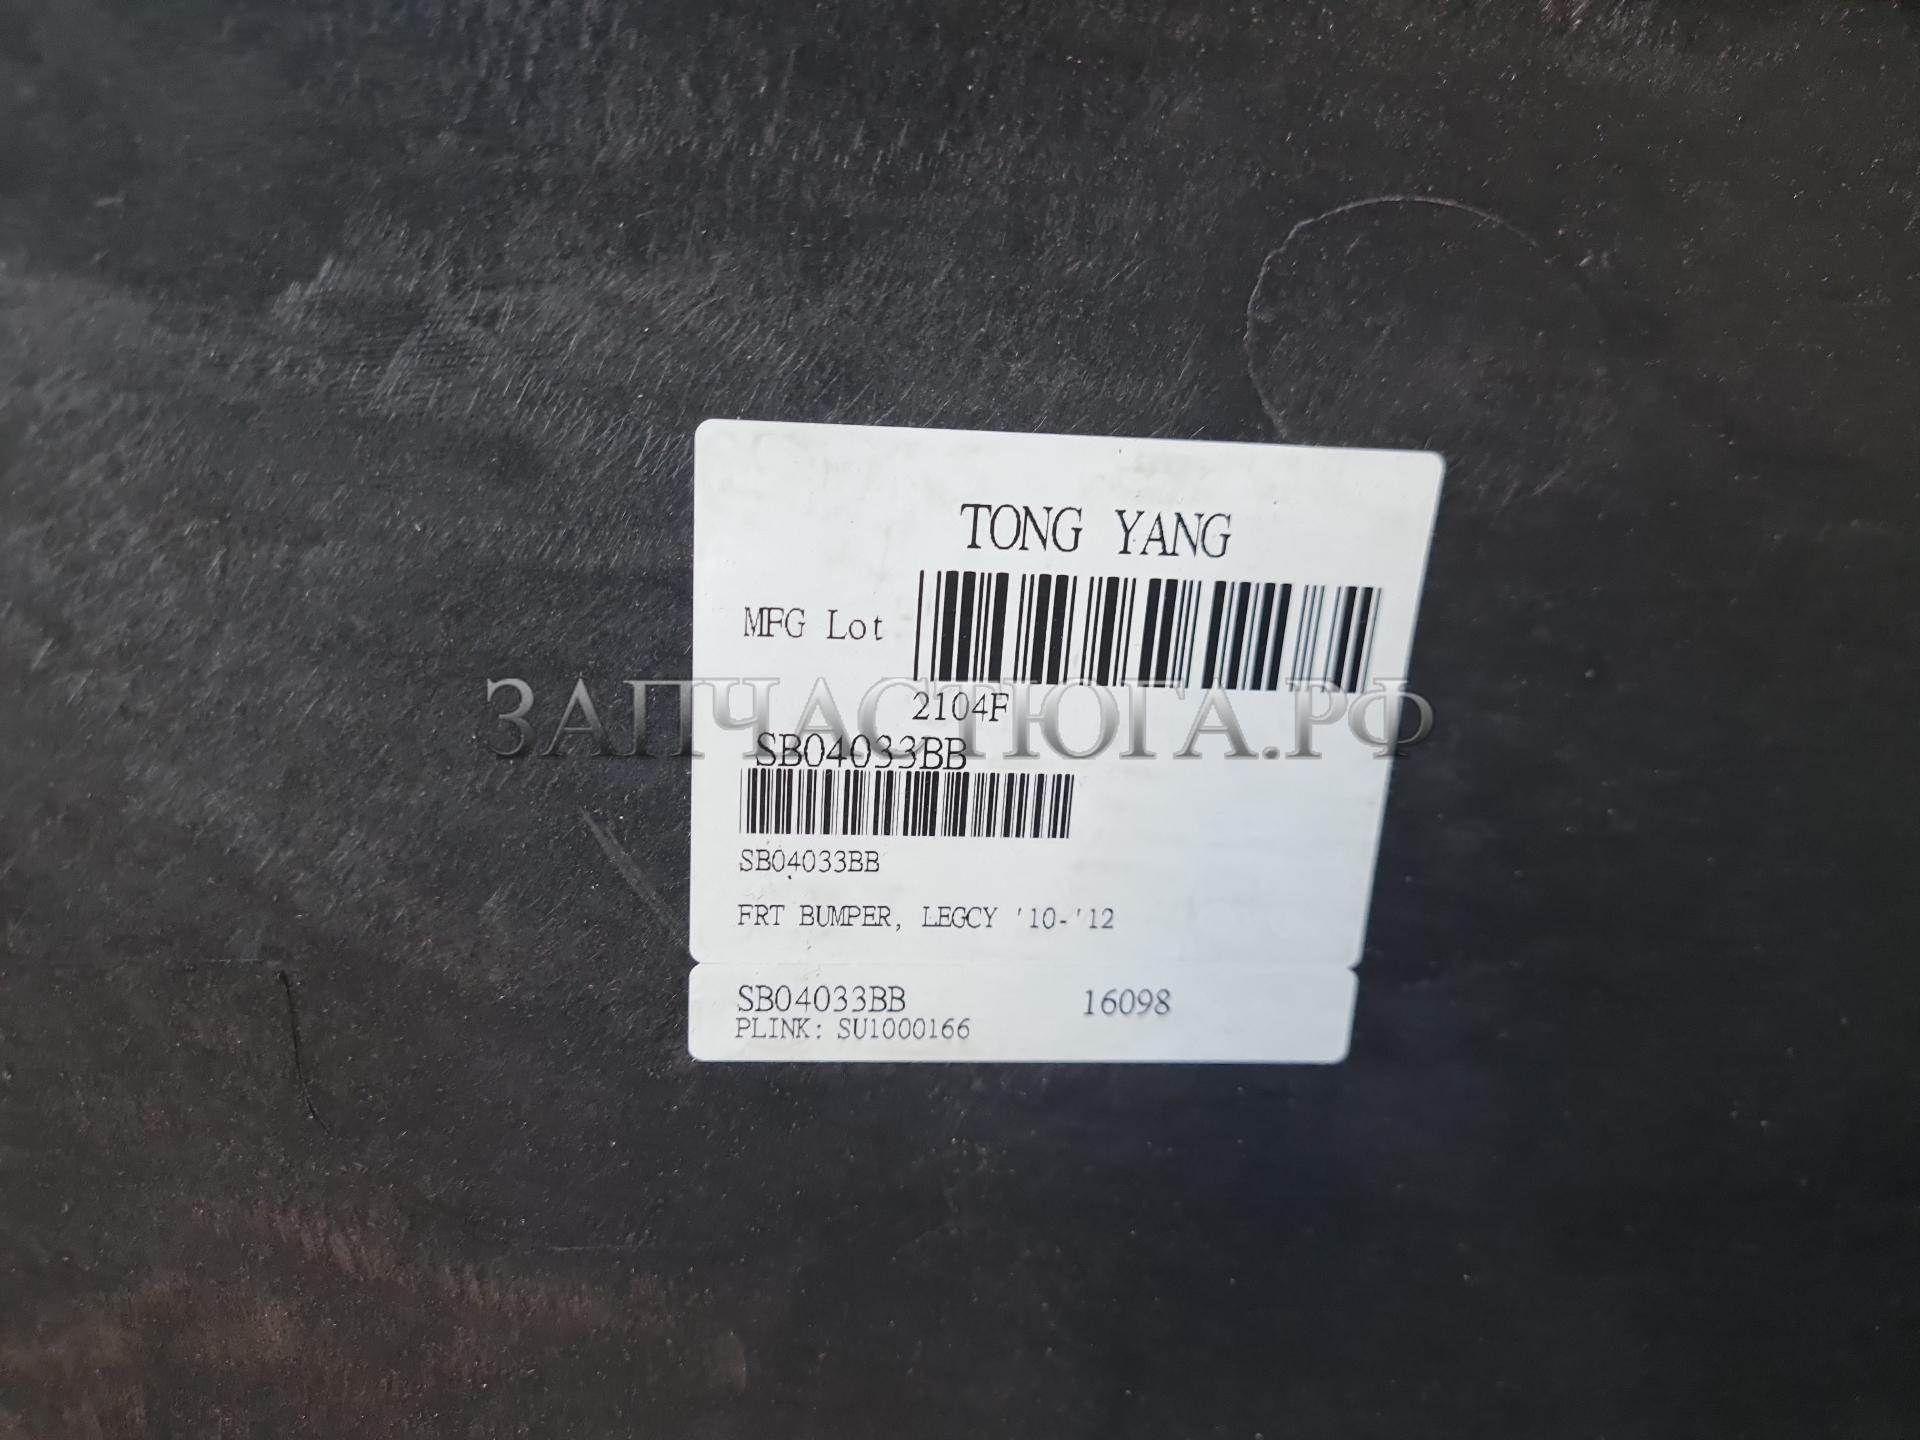 TONG YANG
MFG Lot
2104F
ЗАПЧАСТЮГА.РФ
SB04033BB
SB04033BB
FRT BUMPER, LEGCY '10-'12
SB04033BB 16098
PLINK: SU1000166